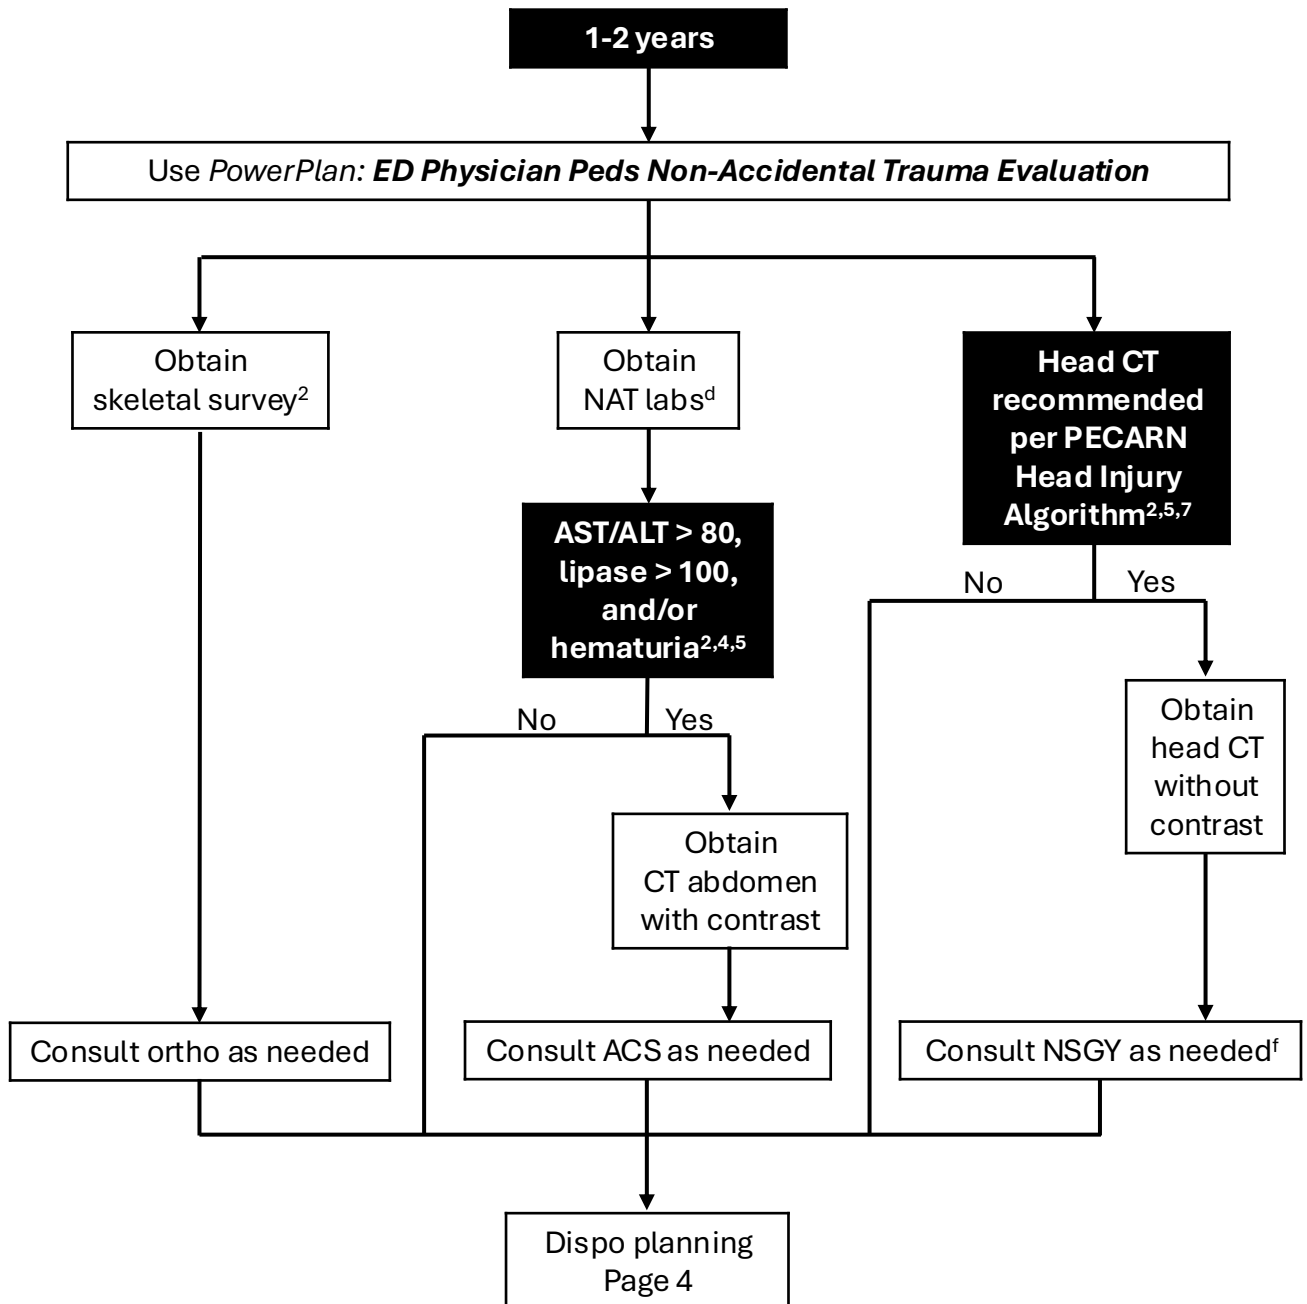 1-2 years
Use PowerPlan: ED Physician Peds Non-Accidental Trauma Evaluation
Obtain
skeletal survey²
Obtain
NAT labsᵈ
Head CT
recommended
per PECARN
Head Injury
Algorithm²,⁵,⁷
AST/ALT > 80,
lipase > 100,
and/or
hematuria²,⁴,⁵
No
Yes
Obtain
head CT
without
contrast
No
Yes
Obtain
CT abdomen
with contrast
Consult ortho as needed
Consult ACS as needed
Consult NSGY as neededᶠ
Dispo planning
Page 4